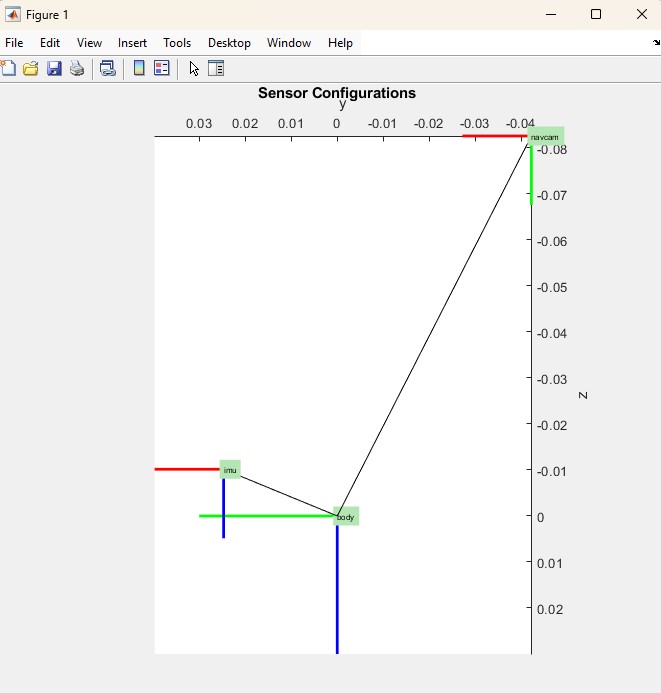 Figure 1
File Edit View Insert Tools Desktop Window Help
Sensor Configurations
y
0.03 0.02 0.01 0 -0.01 -0.02 -0.03 -0.04
navcam
-0.08
-0.07
-0.06
-0.05
-0.04
-0.03
z
-0.02
imu
-0.01
body
0
0.01
0.02